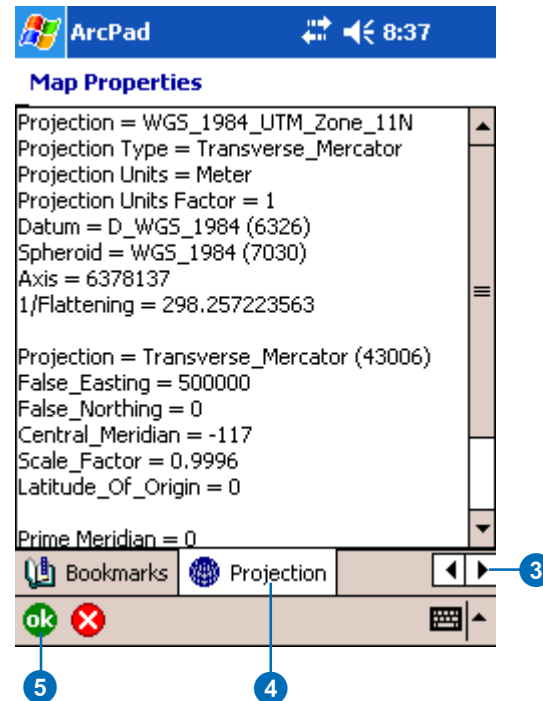 ArcPad 8:37
Map Properties
Projection = WGS_1984_UTM_Zone_11N
Projection Type = Transverse_Mercator
Projection Units = Meter
Projection Units Factor = 1
Datum = D_WGS_1984 (6326)
Spheroid = WGS_1984 (7030)
Axis = 6378137
1/Flattening = 298.257223563
Projection = Transverse_Mercator (43006)
False_Easting = 500000
False_Northing = 0
Central_Meridian = -117
Scale_Factor = 0.9996
Latitude_Of_Origin = 0
Prime Meridian = 0
Bookmarks Projection 3
ok
5 4